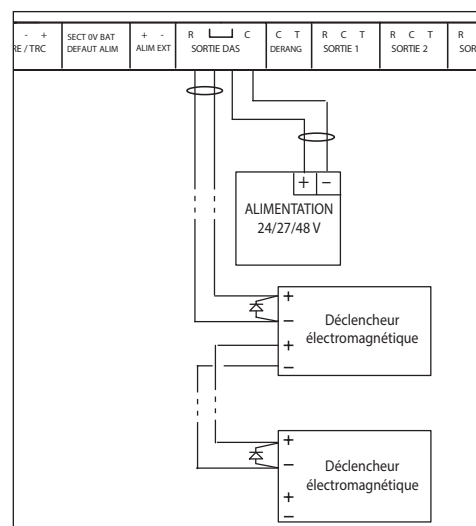 - +
RE / TRC
SECT 0V BAT
DEFAUT ALIM
+ -
ALIM EXT
R C
SORTIE DAS
C T
DERANG
R C T
SORTIE 1
R C T
SORTIE 2
R
SOR
+ −
ALIMENTATION
24/27/48 V
+
−
+
−
Déclencheur
électromagnétique
+
−
+
−
Déclencheur
électromagnétique